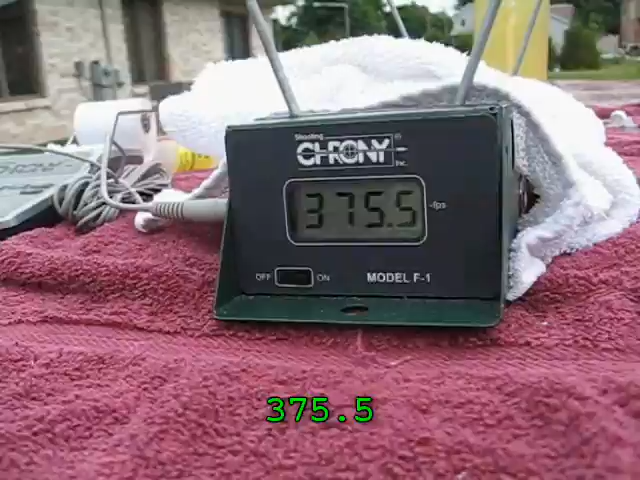 Shooting
CHRONY
Inc.
375.5 -fps
OFF ON MODEL F-1
375.5